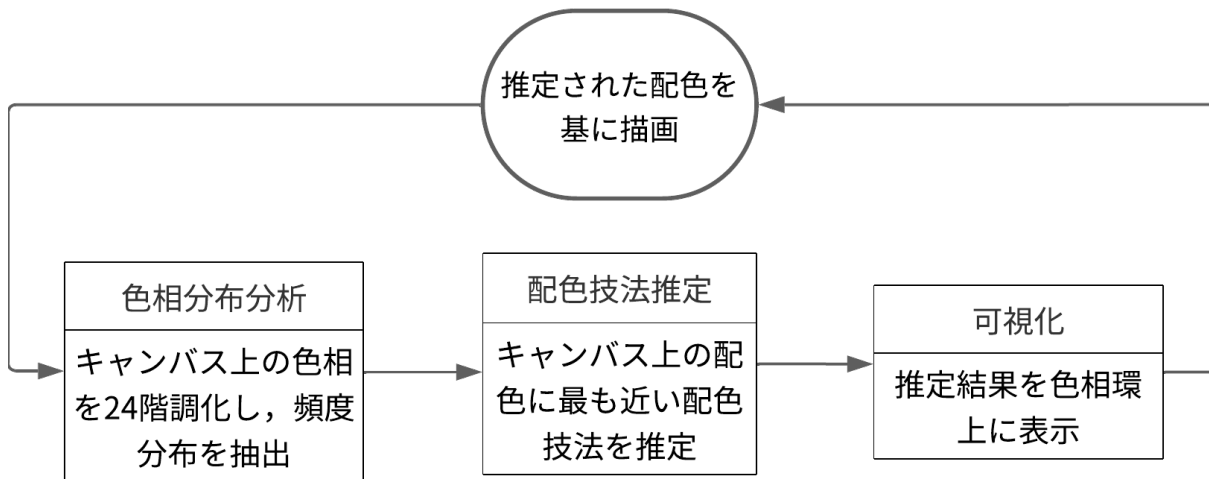 推定された配色を
基に描画
色相分布分析
キャンバス上の色相
を24階調化し，頻度
分布を抽出
配色技法推定
キャンバス上の配
色に最も近い配色
技法を推定
可視化
推定結果を色相環
上に表示